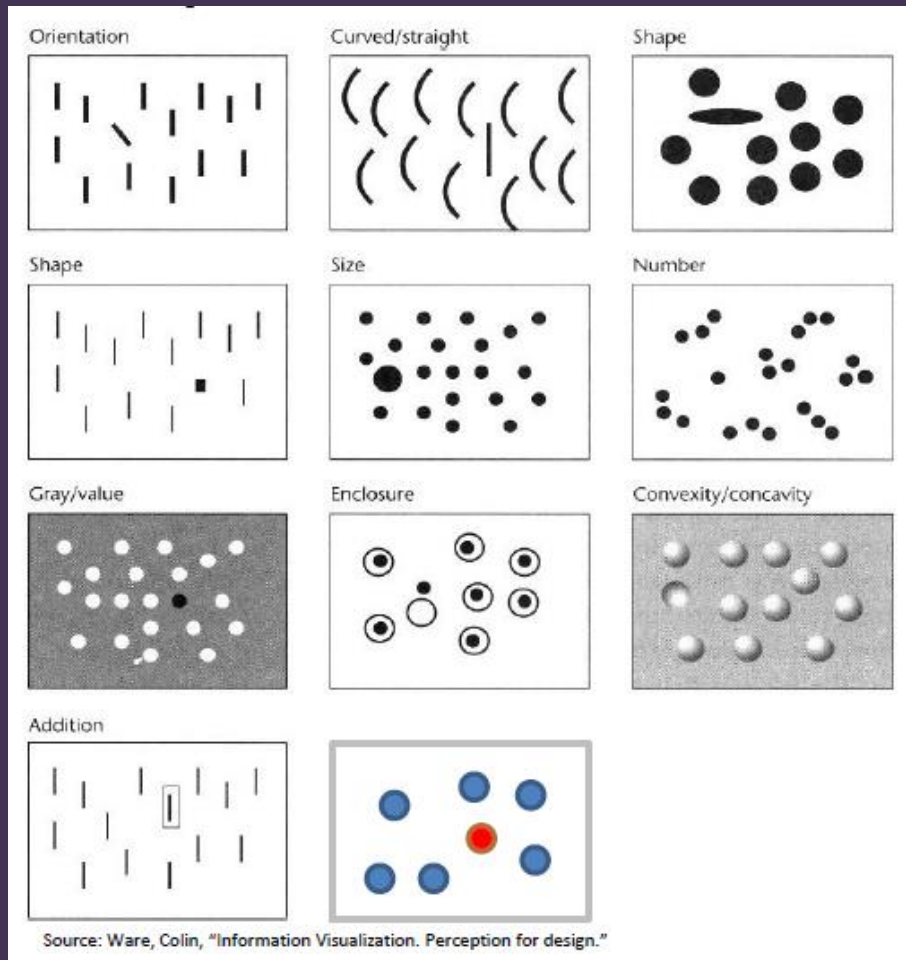 Orientation
Curved/straight
Shape
Shape
Size
Number
Gray/value
Enclosure
Convexity/concavity
Addition
Source: Ware, Colin, “Information Visualization. Perception for design.”